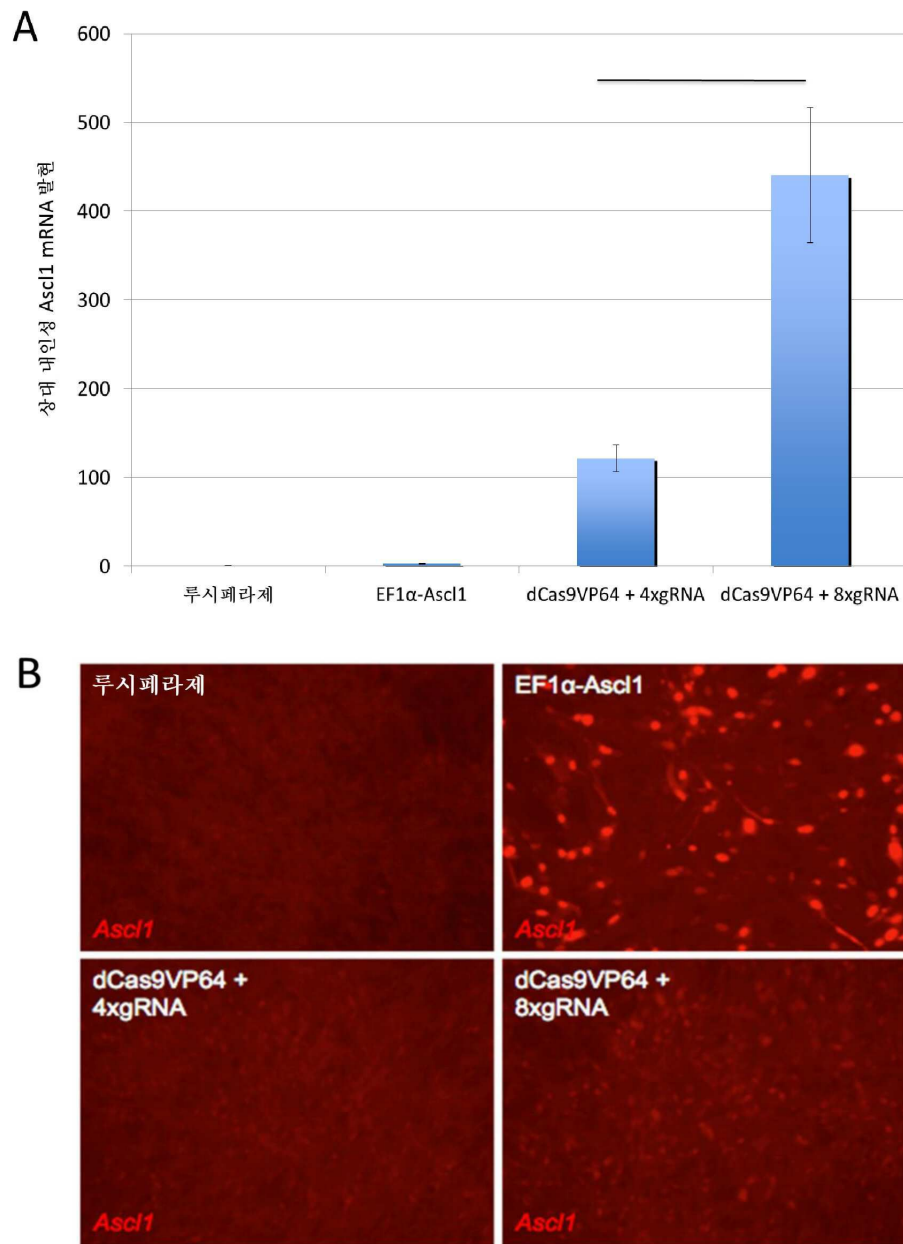 A
600
500
400
300
200
100
0
상대 내인성 Ascl1 mRNA 발현
루시페라제
EF1α-Ascl1
dCas9VP64 + 4xgRNA
dCas9VP64 + 8xgRNA
B
루시페라제
Ascl1
EF1α-Ascl1
dCas9VP64 +
4xgRNA
Ascl1
dCas9VP64 +
8xgRNA
Ascl1